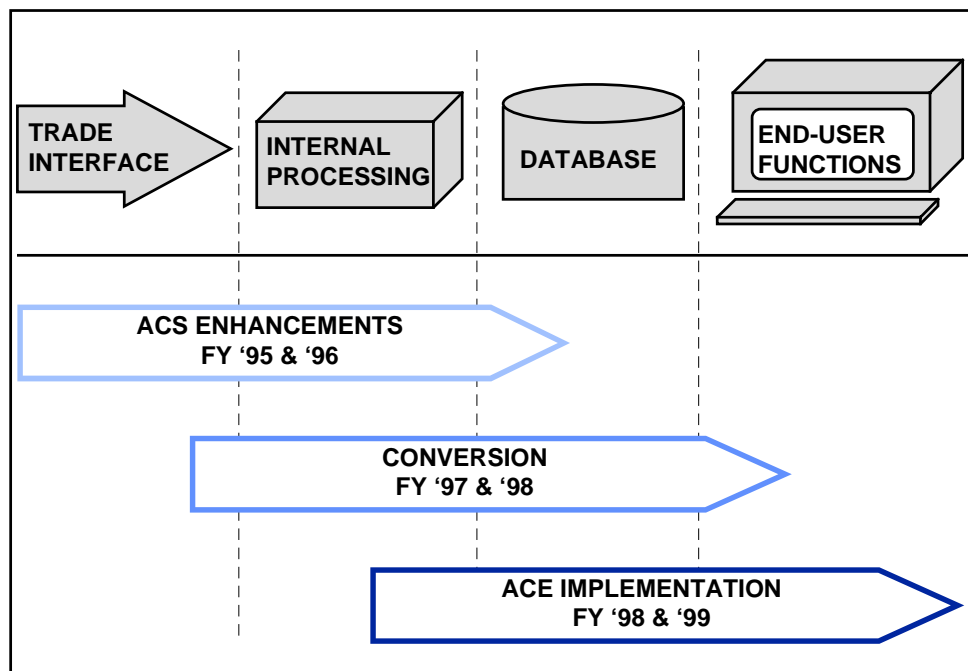 TRADE
INTERFACE
INTERNAL
PROCESSING
DATABASE
END-USER
FUNCTIONS
ACS ENHANCEMENTS
FY ‘95 & ‘96
CONVERSION
FY ‘97 & ‘98
ACE IMPLEMENTATION
FY ‘98 & ‘99